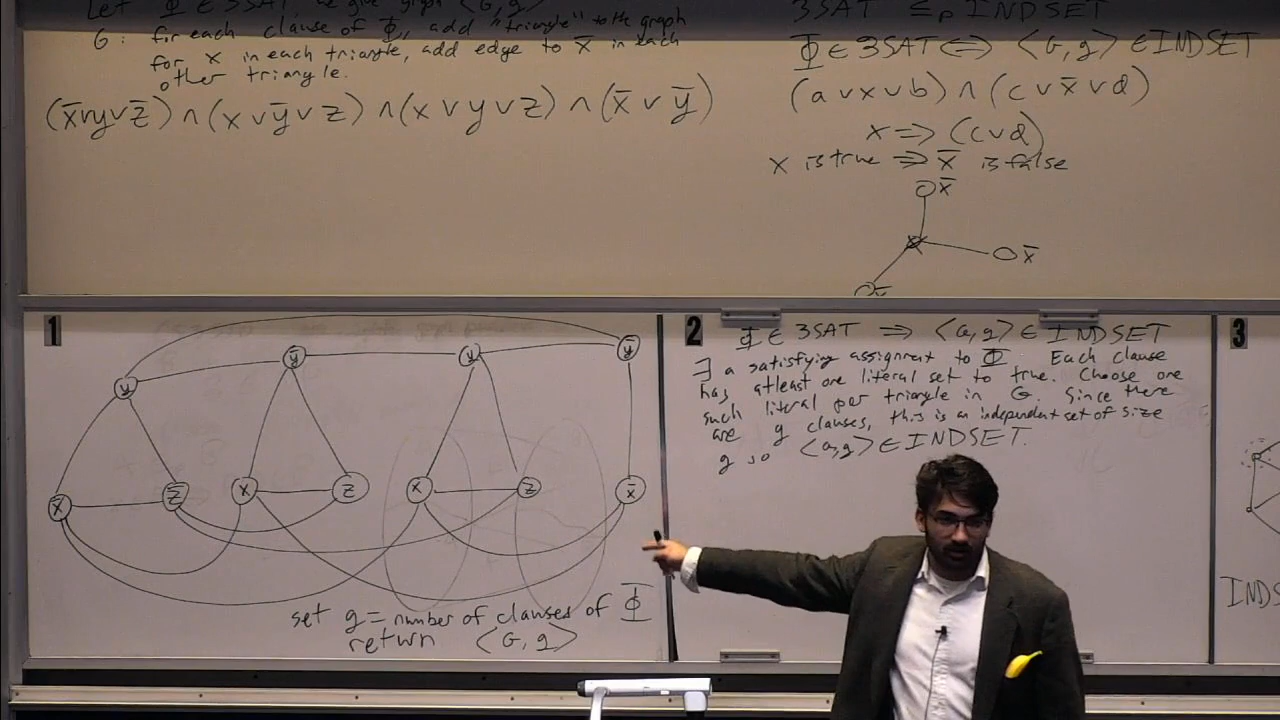 Let Φ ∈ 3SAT, we give graph ⟨G, g⟩
G: for each clause of Φ, add "triangle" to the graph
for x in each triangle, add edge to x̄ in each
other triangle.
(x̄ ∨ y ∨ z̄) ∧ (x ∨ ȳ ∨ z) ∧ (x ∨ y ∨ z) ∧ (x̄ ∨ ȳ)
3SAT ≤p INDSET
Φ ∈ 3SAT ⟺ ⟨G, g⟩ ∈ INDSET
(a ∨ x ∨ b) ∧ (c ∨ x̄ ∨ d)
x ⇒ (c ∨ d)
x is true ⇒ x̄ is false
x̄
x x̄
x̄
1
y ȳ y ȳ
x̄ z̄ x z x z x̄
set g = number of clauses of Φ
return ⟨G, g⟩
2
Φ ∈ 3SAT ⇒ ⟨G, g⟩ ∈ INDSET
∃ a satisfying assignment to Φ. Each clause
has atleast one literal set to true. Choose one
such literal per triangle in G. Since there
are g clauses, this is an independent set of size
g so ⟨G, g⟩ ∈ INDSET.
3
INDS